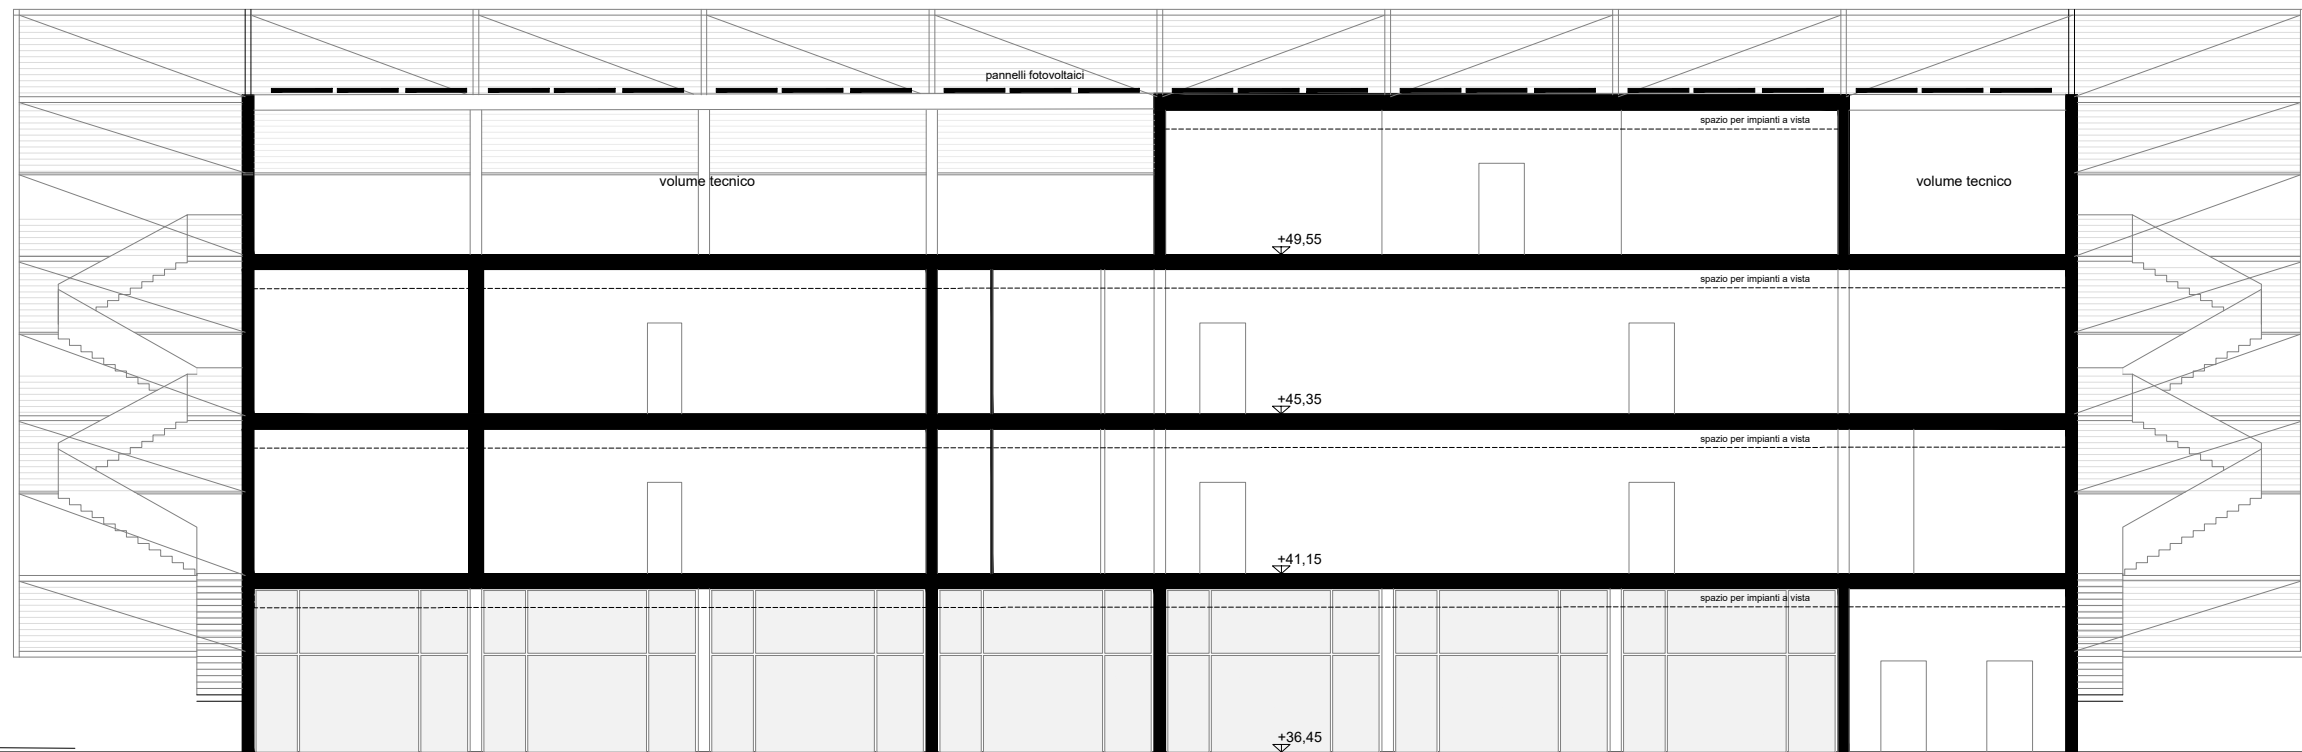 pannelli fotovoltaici
spazio per impianti a vista
volume tecnico
volume tecnico
+49,55
spazio per impianti a vista
+45,35
spazio per impianti a vista
+41,15
spazio per impianti a vista
+36,45